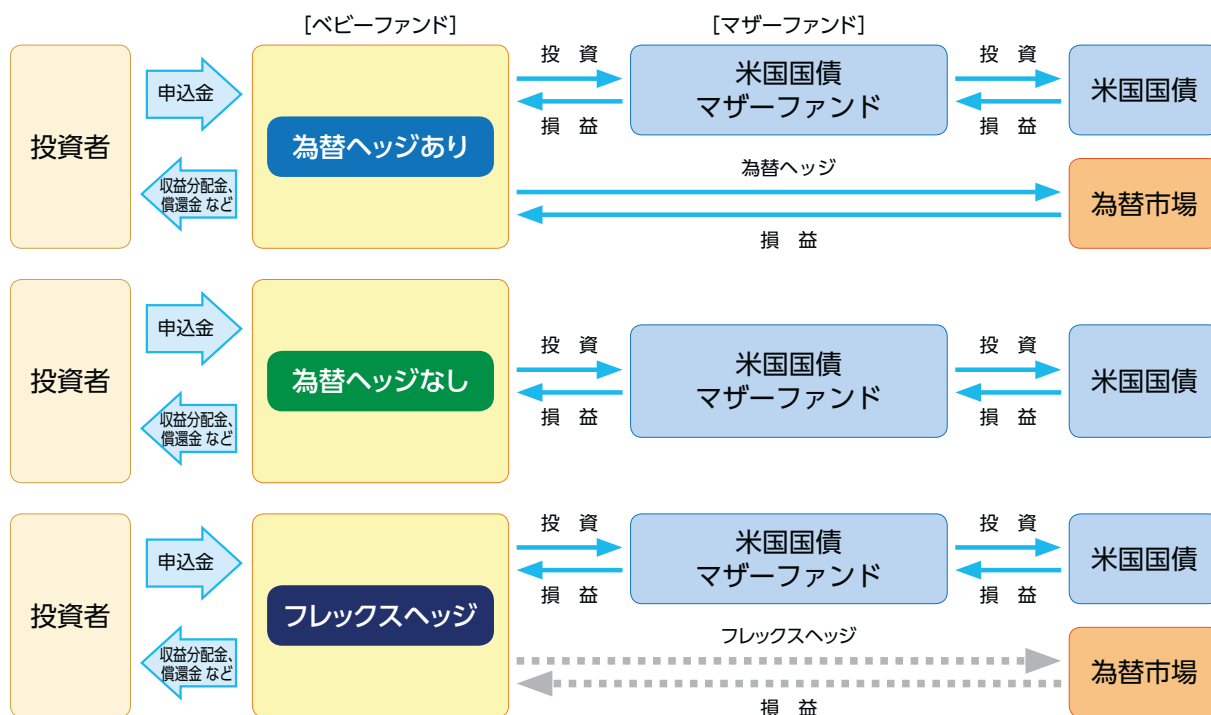 [ベビーファンド]
[マザーファンド]
投資者
申込金
収益分配金、
償還金 など
為替ヘッジあり
投 資
損 益
米国国債
マザーファンド
投 資
損 益
米国国債
為替ヘッジ
損 益
為替市場
投資者
申込金
収益分配金、
償還金 など
為替ヘッジなし
投 資
損 益
米国国債
マザーファンド
投 資
損 益
米国国債
投資者
申込金
収益分配金、
償還金 など
フレックスヘッジ
投 資
損 益
米国国債
マザーファンド
投 資
損 益
米国国債
フレックスヘッジ
損 益
為替市場